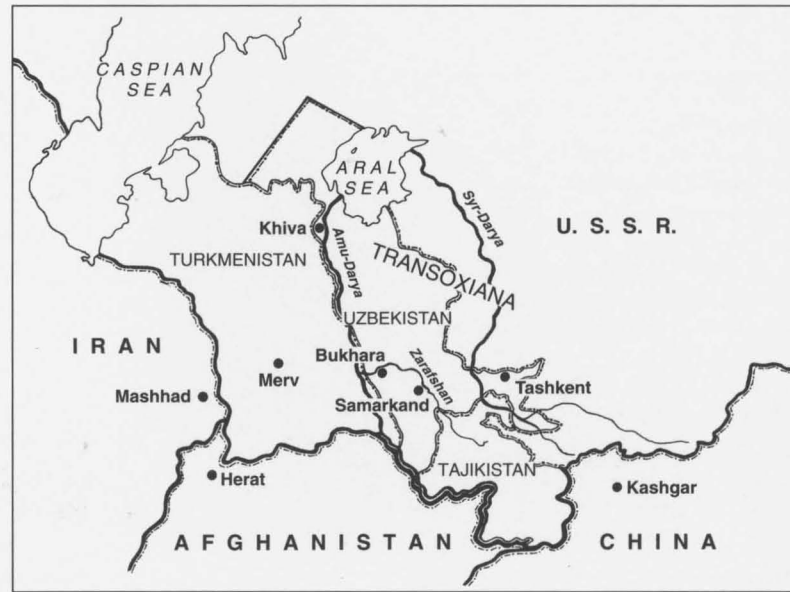 CASPIAN
SEA
ARAL
SEA
Khiva
Amu-Darya
Syr-Darya
U. S. S. R.
TURKMENISTAN
TRANSOXIANA
UZBEKISTAN
IRAN
Bukhara
Zarafshan
Merv
Tashkent
Mashhad
Samarkand
TAJIKISTAN
Herat
Kashgar
AFGHANISTAN
CHINA